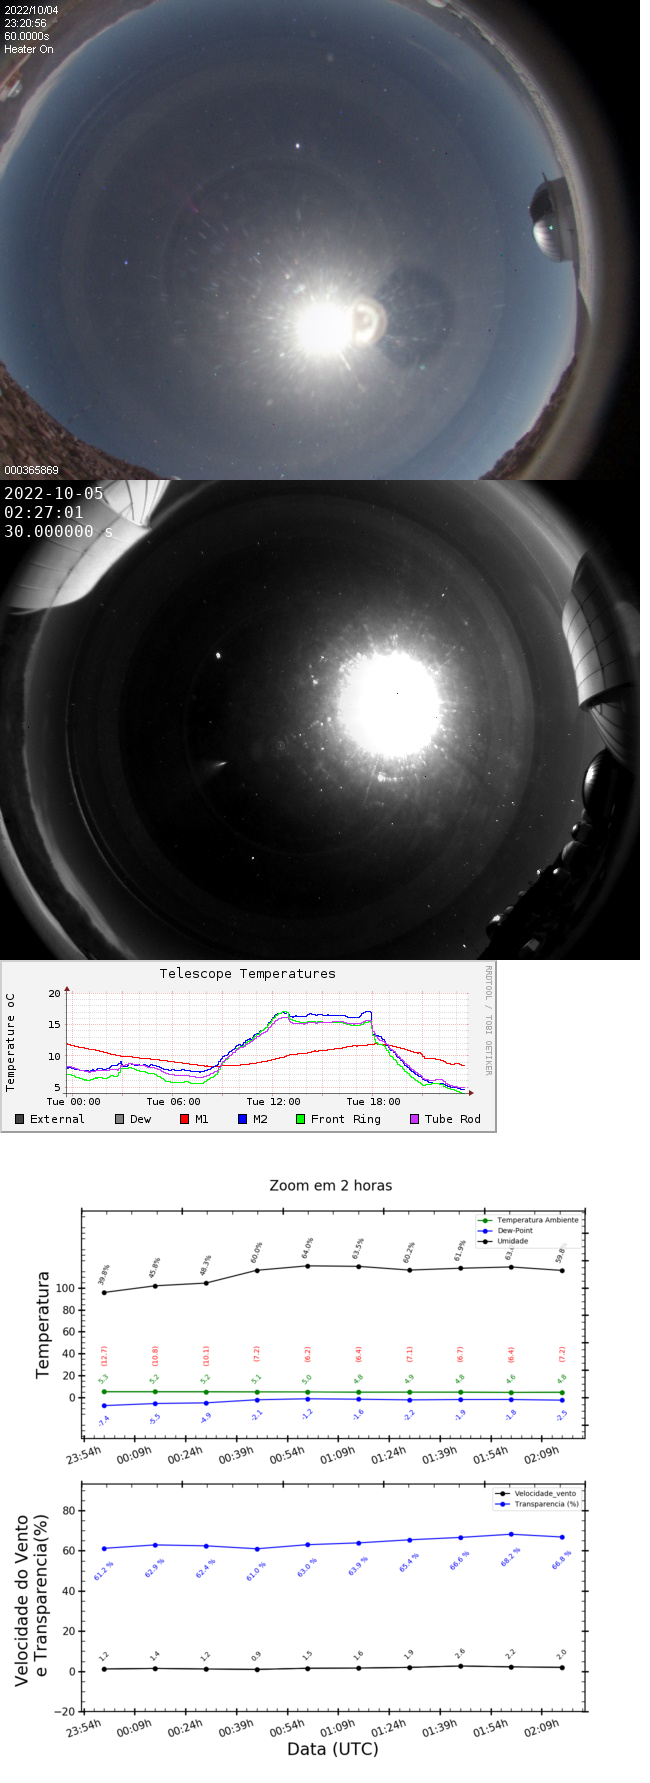 2022/10/04
23:20:56
60.0000s
Heater On
000365869
2022-10-05
02:27:01
30.000000 s
Telescope Temperatures
RRDTOOL / TOBI OETIKER
Temperature oC
20
15
10
5
Tue 00:00 Tue 06:00 Tue 12:00 Tue 18:00
External Dew M1 M2 Front Ring Tube Rod
Zoom em 2 horas
Temperatura Ambiente
Dew-Point
Umidade
39.8% 45.8% 48.3% 60.0% 64.0% 63.5% 60.2% 61.9% 59.8%
Temperatura
100
80
60
40
20
0
(12.7) (10.8) (10.1) (7.2) (6.2) (6.4) (7.1) (6.7) (6.4) (7.2)
5.3 5.2 5.2 5.1 5.0 4.8 4.9 4.8 4.6 4.8
-7.4 -5.5 -4.9 -2.1 -1.2 -1.6 -2.2 -1.9 -1.8 -2.5
23:54h 00:09h 00:24h 00:39h 00:54h 01:09h 01:24h 01:39h 01:54h 02:09h
Velocidade_vento
Transparencia (%)
Velocidade do Vento
e Transparencia(%)
80
60
40
20
0
−20
61.2 % 62.9 % 62.4 % 61.0 % 63.0 % 63.9 % 65.4 % 66.6 % 68.2 % 66.8 %
1.2 1.4 1.2 0.9 1.5 1.6 1.9 2.6 2.2 2.0
23:54h 00:09h 00:24h 00:39h 00:54h 01:09h 01:24h 01:39h 01:54h 02:09h
Data (UTC)